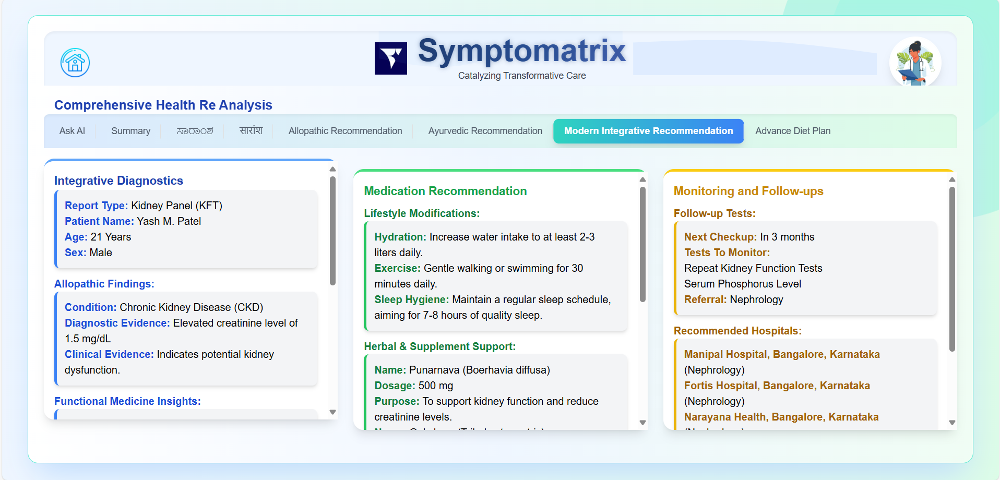 Symptomatrix
Catalyzing Transformative Care
Comprehensive Health Re Analysis
Ask AI
Summary
ಸಾರಾಂಶ
सारांश
Allopathic Recommendation
Ayurvedic Recommendation
Modern Integrative Recommendation
Advance Diet Plan
Integrative Diagnostics
Report Type: Kidney Panel (KFT)
Patient Name: Yash M. Patel
Age: 21 Years
Sex: Male
Allopathic Findings:
Condition: Chronic Kidney Disease (CKD)
Diagnostic Evidence: Elevated creatinine level of
1.5 mg/dL
Clinical Evidence: Indicates potential kidney
dysfunction.
Functional Medicine Insights:
Medication Recommendation
Lifestyle Modifications:
Hydration: Increase water intake to at least 2-3
liters daily.
Exercise: Gentle walking or swimming for 30
minutes daily.
Sleep Hygiene: Maintain a regular sleep schedule,
aiming for 7-8 hours of quality sleep.
Herbal & Supplement Support:
Name: Punarnava (Boerhavia diffusa)
Dosage: 500 mg
Purpose: To support kidney function and reduce
creatinine levels.
Monitoring and Follow-ups
Follow-up Tests:
Next Checkup: In 3 months
Tests To Monitor:
Repeat Kidney Function Tests
Serum Phosphorus Level
Referral: Nephrology
Recommended Hospitals:
Manipal Hospital, Bangalore, Karnataka
(Nephrology)
Fortis Hospital, Bangalore, Karnataka
(Nephrology)
Narayana Health, Bangalore, Karnataka